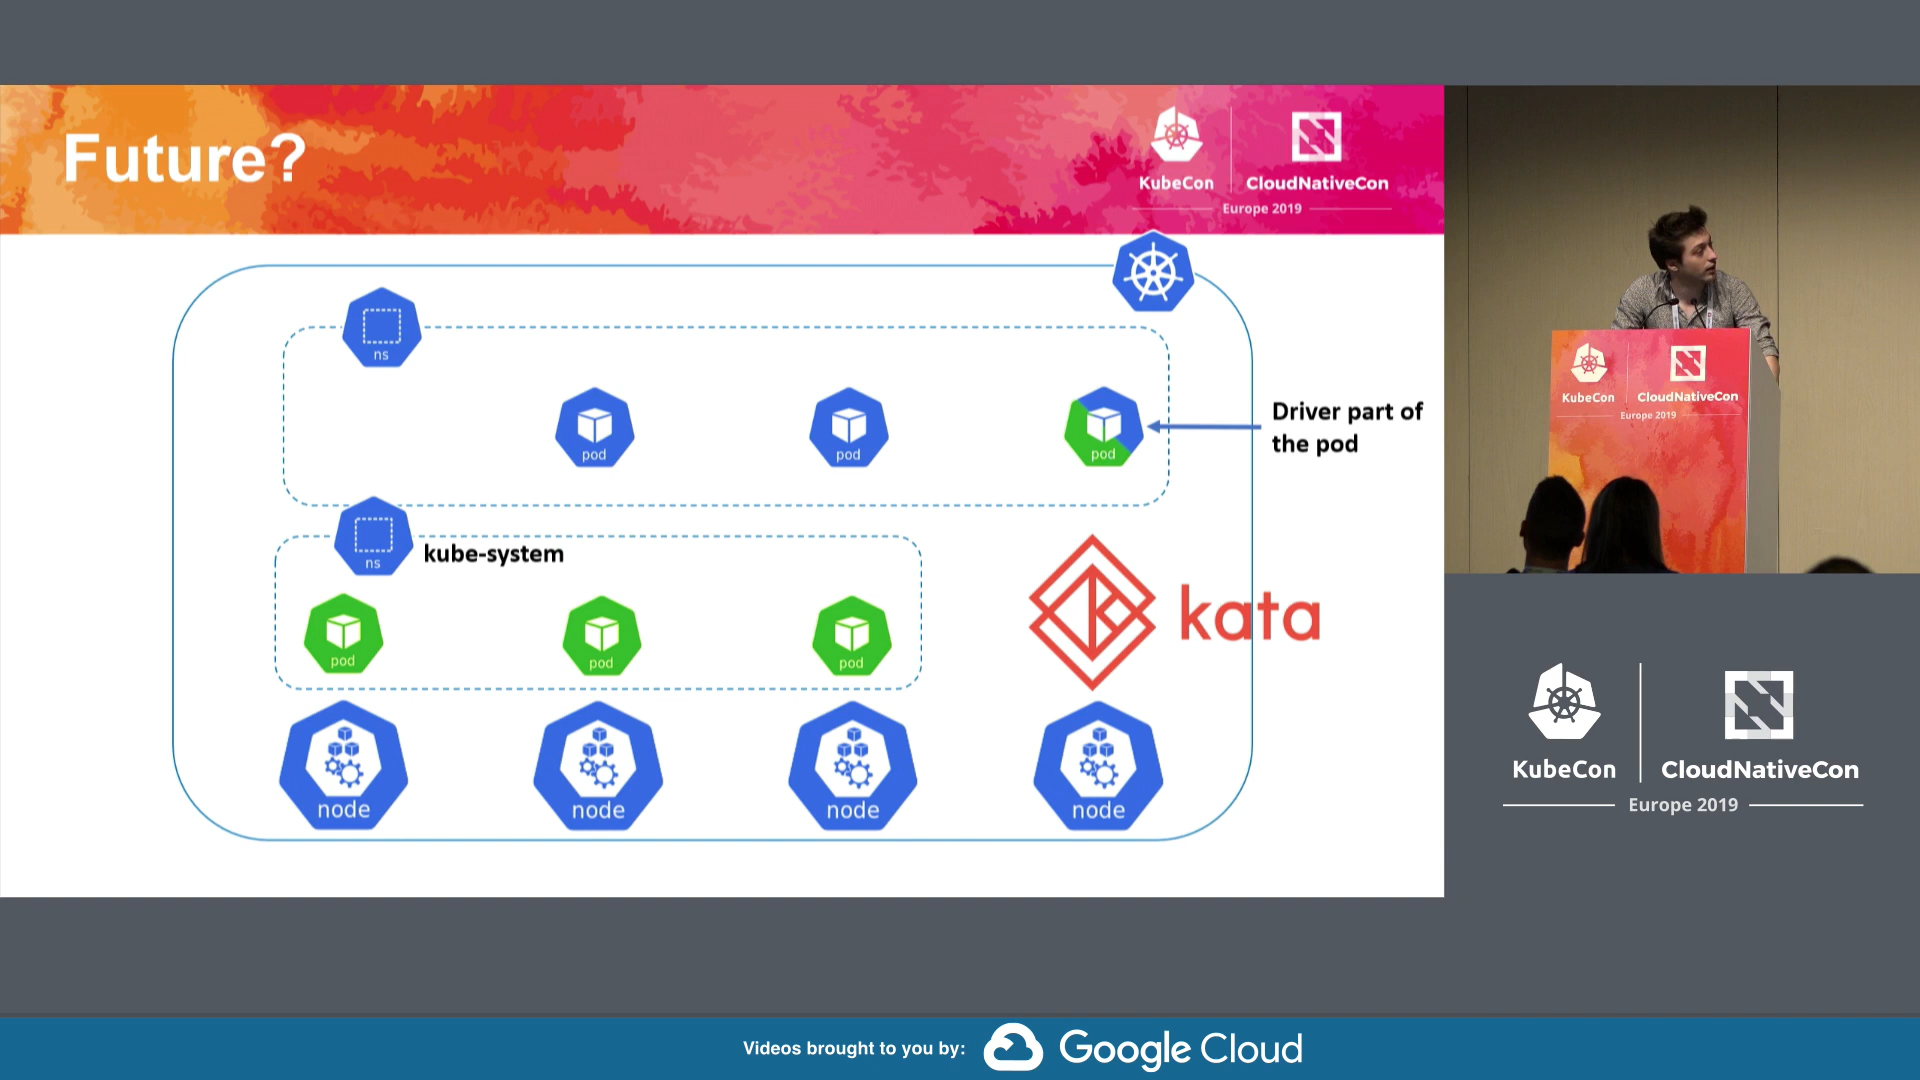 Future?
KubeCon
CloudNativeCon
Europe 2019
ns
pod
pod
pod
Driver part of
the pod
ns
kube-system
pod
pod
pod
kata
node
node
node
node
KubeCon
CloudNativeCon
Europe 2019
KubeCon
CloudNativeCon
Europe 2019
Videos brought to you by:
Google Cloud